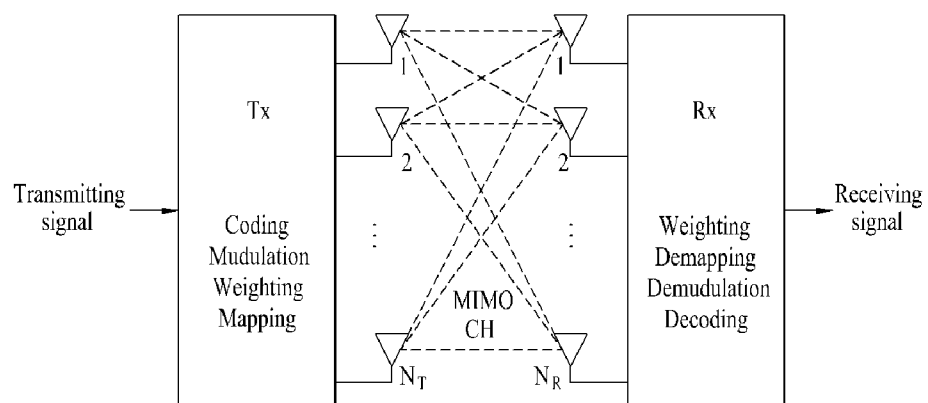 Transmitting
signal
Tx
Coding
Mudulation
Weighting
Mapping
1
2
⋮
N_T
1
2
⋮
N_R
MIMO
CH
Rx
Weighting
Demapping
Demudulation
Decoding
Receiving
signal